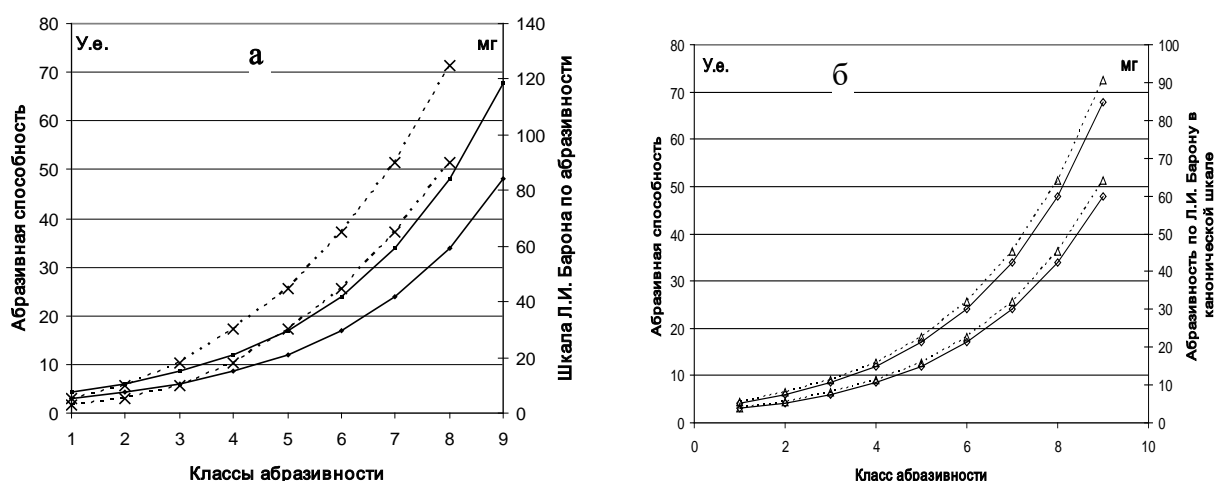 а
У.е.
мг
80
70
60
50
40
30
20
10
0
Абразивная способность
140
120
100
80
60
40
20
0
Шкала Л.И. Барона по абразивности
1 2 3 4 5 6 7 8 9
Классы абразивности
б
У.е.
мг
80
70
60
50
40
30
20
10
0
Абразивная способность
100
90
80
70
60
50
40
30
20
10
0
Абразивность по Л.И. Барону в
канонической шкале
0 2 4 6 8 10
Класс абразивности